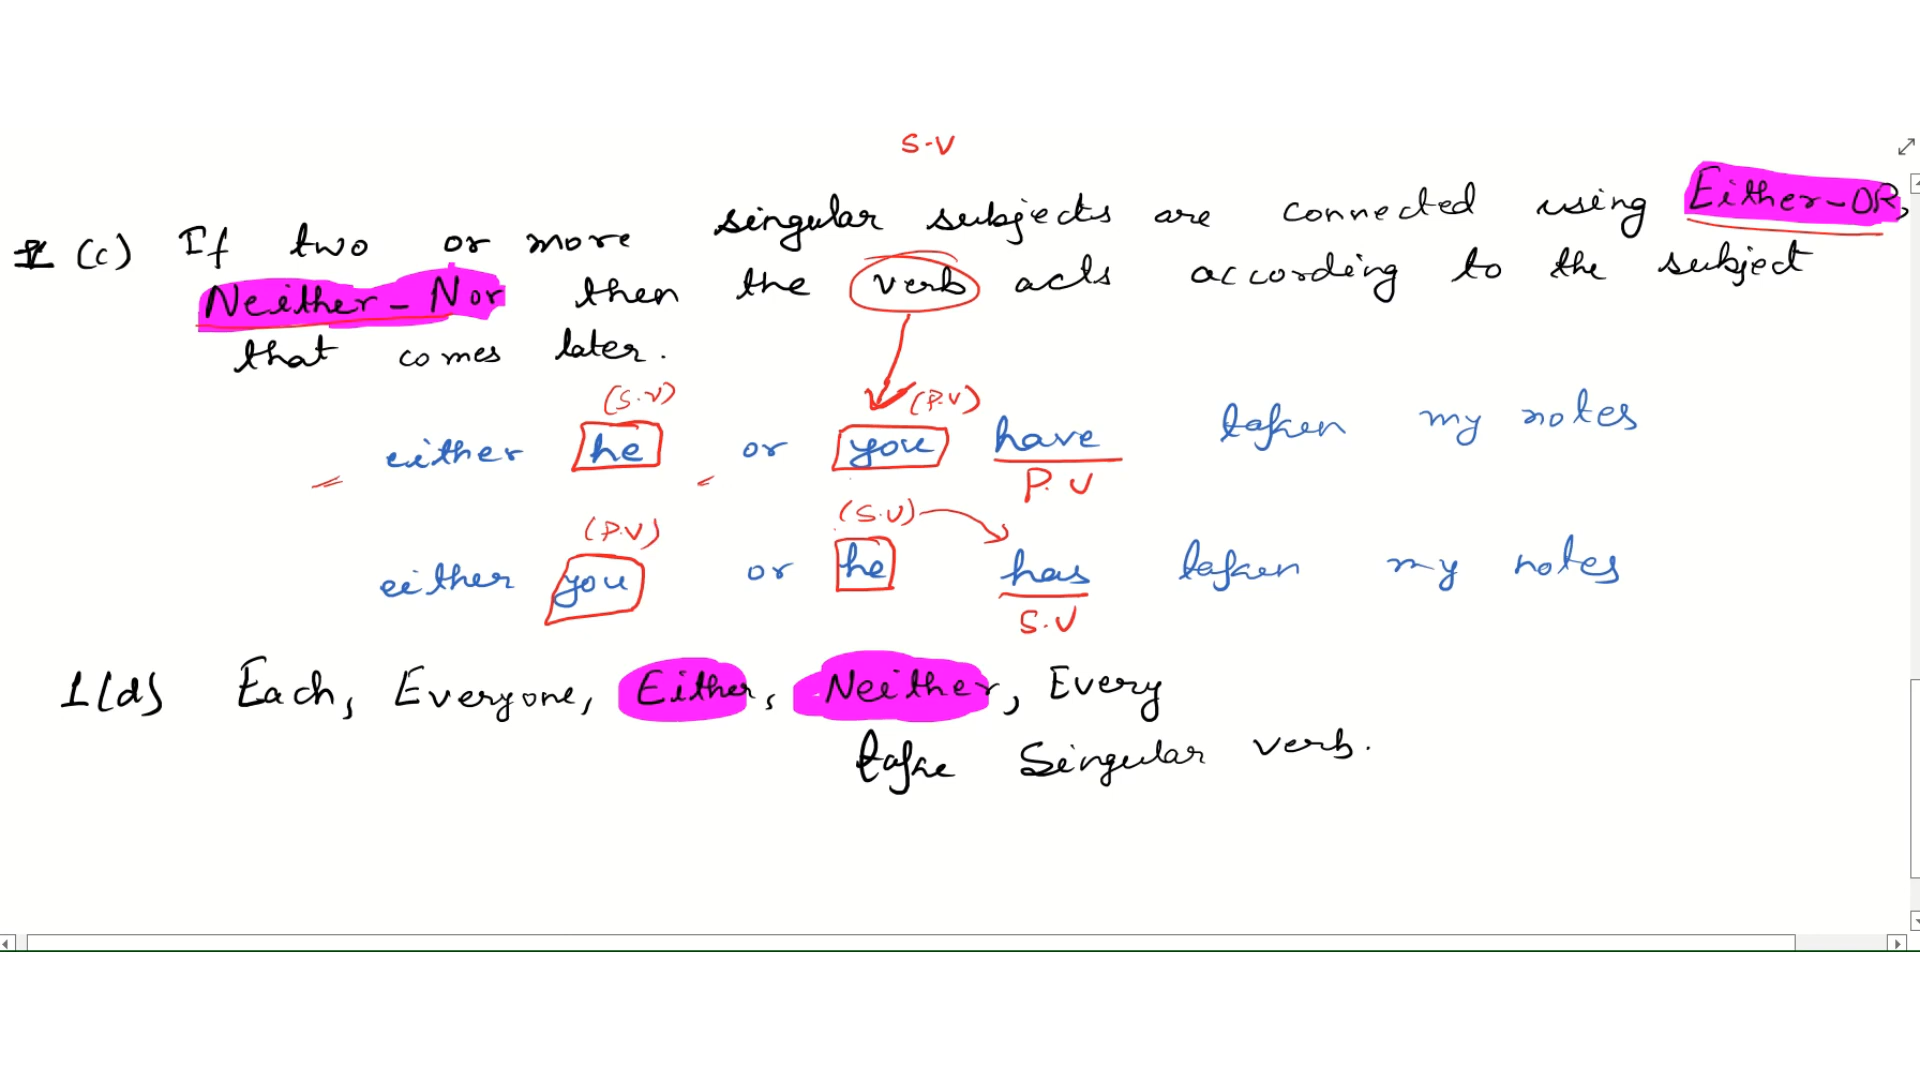 S.V
1 (c) If two or more singular subjects are connected using Either-OR,
Neither-Nor then the verb acts according to the subject
that comes later.
(S.V) (P.V)
either he or you have taken my notes
P.V
(P.V) (S.V)
either you or he has taken my notes
S.V
1(d) Each, Everyone, Either, Neither, Every
take Singular verb.